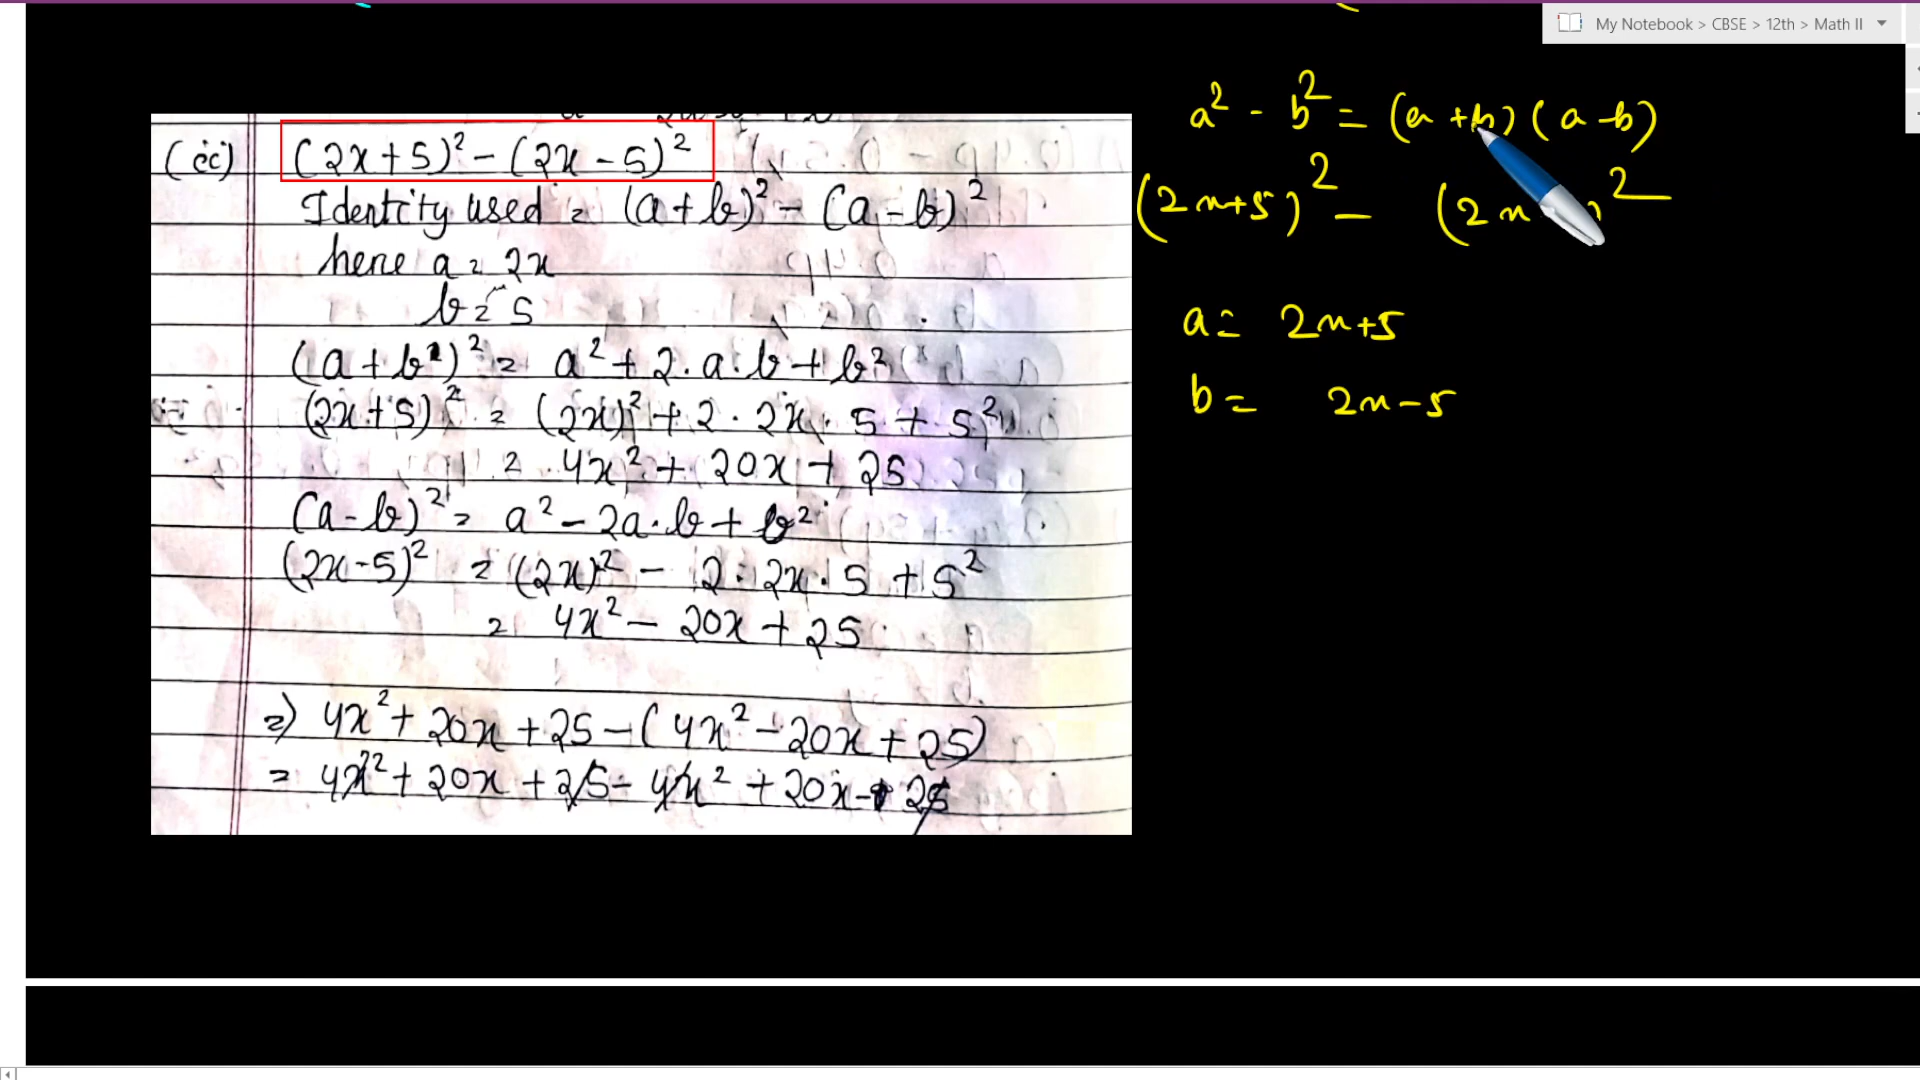 My Notebook > CBSE > 12th > Math II
(ii) (2x+5)² - (2x-5)²
Identity used = (a+b)² - (a-b)²
here a = 2x
b = 5
(a+b)² = a² + 2.a.b + b²
(2x+5)² = (2x)² + 2 . 2x . 5 + 5²
= 4x² + 20x + 25
(a-b)² = a² - 2a.b + b²
(2x-5)² = (2x)² - 2 . 2x . 5 + 5²
= 4x² - 20x + 25
=) 4x² + 20x + 25 - (4x² - 20x + 25)
= 4x² + 20x + 25 - 4x² + 20x - 25
a² - b² = (a+b)(a-b)
(2x+5)² - (2x )²
a = 2x+5
b = 2x-5